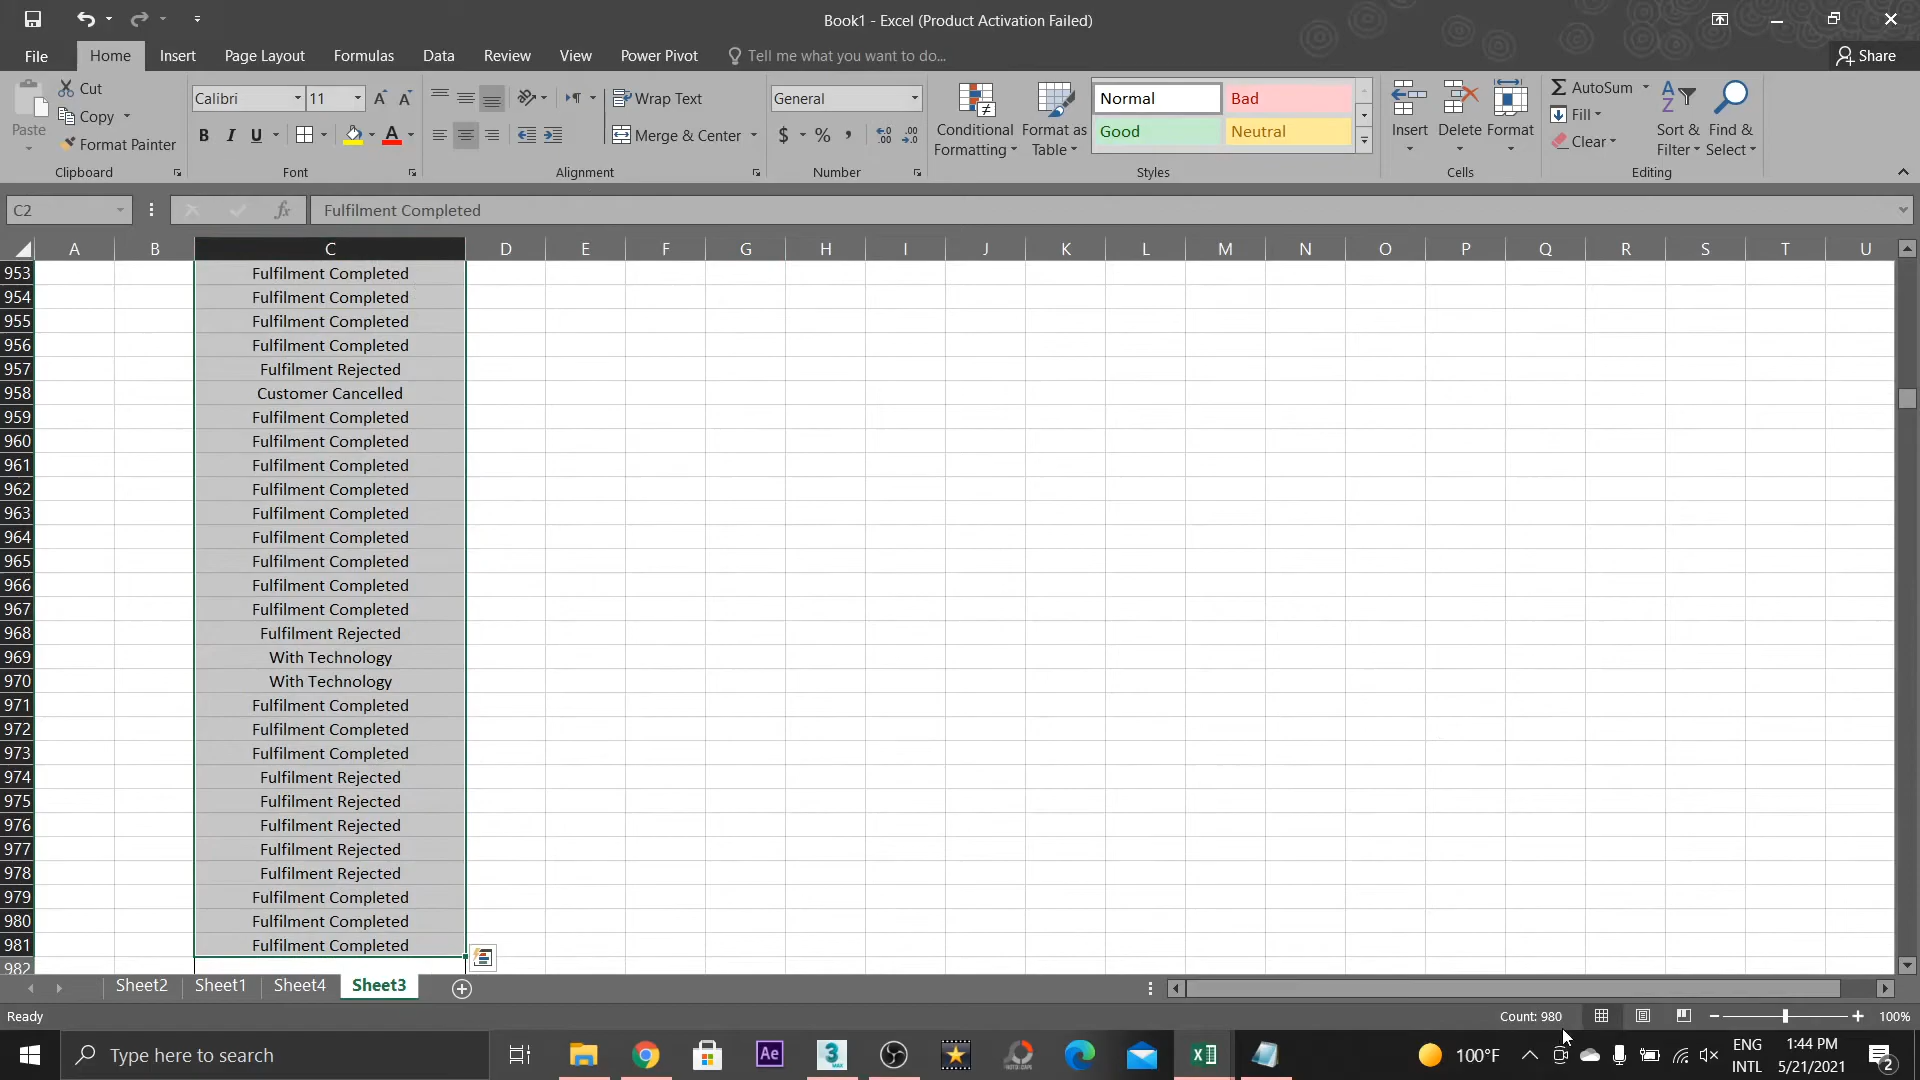 Book1 - Excel (Product Activation Failed)
File Home Insert Page Layout Formulas Data Review View Power Pivot Tell me what you want to do... Share
Paste Cut Copy Format Painter
Calibri 11
B I U A
Wrap Text
Merge & Center
General
$ % ,
Conditional Formatting
Format as Table
Normal Bad
Good Neutral
Insert Delete Format
AutoSum
Fill
Clear
Sort & Filter
Find & Select
Clipboard Font Alignment Number Styles Cells Editing
C2 fx Fulfilment Completed
A B C D E F G H I J K L M N O P Q R S T U
953 Fulfilment Completed
954 Fulfilment Completed
955 Fulfilment Completed
956 Fulfilment Completed
957 Fulfilment Rejected
958 Customer Cancelled
959 Fulfilment Completed
960 Fulfilment Completed
961 Fulfilment Completed
962 Fulfilment Completed
963 Fulfilment Completed
964 Fulfilment Completed
965 Fulfilment Completed
966 Fulfilment Completed
967 Fulfilment Completed
968 Fulfilment Rejected
969 With Technology
970 With Technology
971 Fulfilment Completed
972 Fulfilment Completed
973 Fulfilment Completed
974 Fulfilment Rejected
975 Fulfilment Rejected
976 Fulfilment Rejected
977 Fulfilment Rejected
978 Fulfilment Rejected
979 Fulfilment Completed
980 Fulfilment Completed
981 Fulfilment Completed
982
Sheet2 Sheet1 Sheet4 Sheet3
Ready Count: 980 100%
Type here to search Ae 100°F ENG INTL 1:44 PM 5/21/2021 2